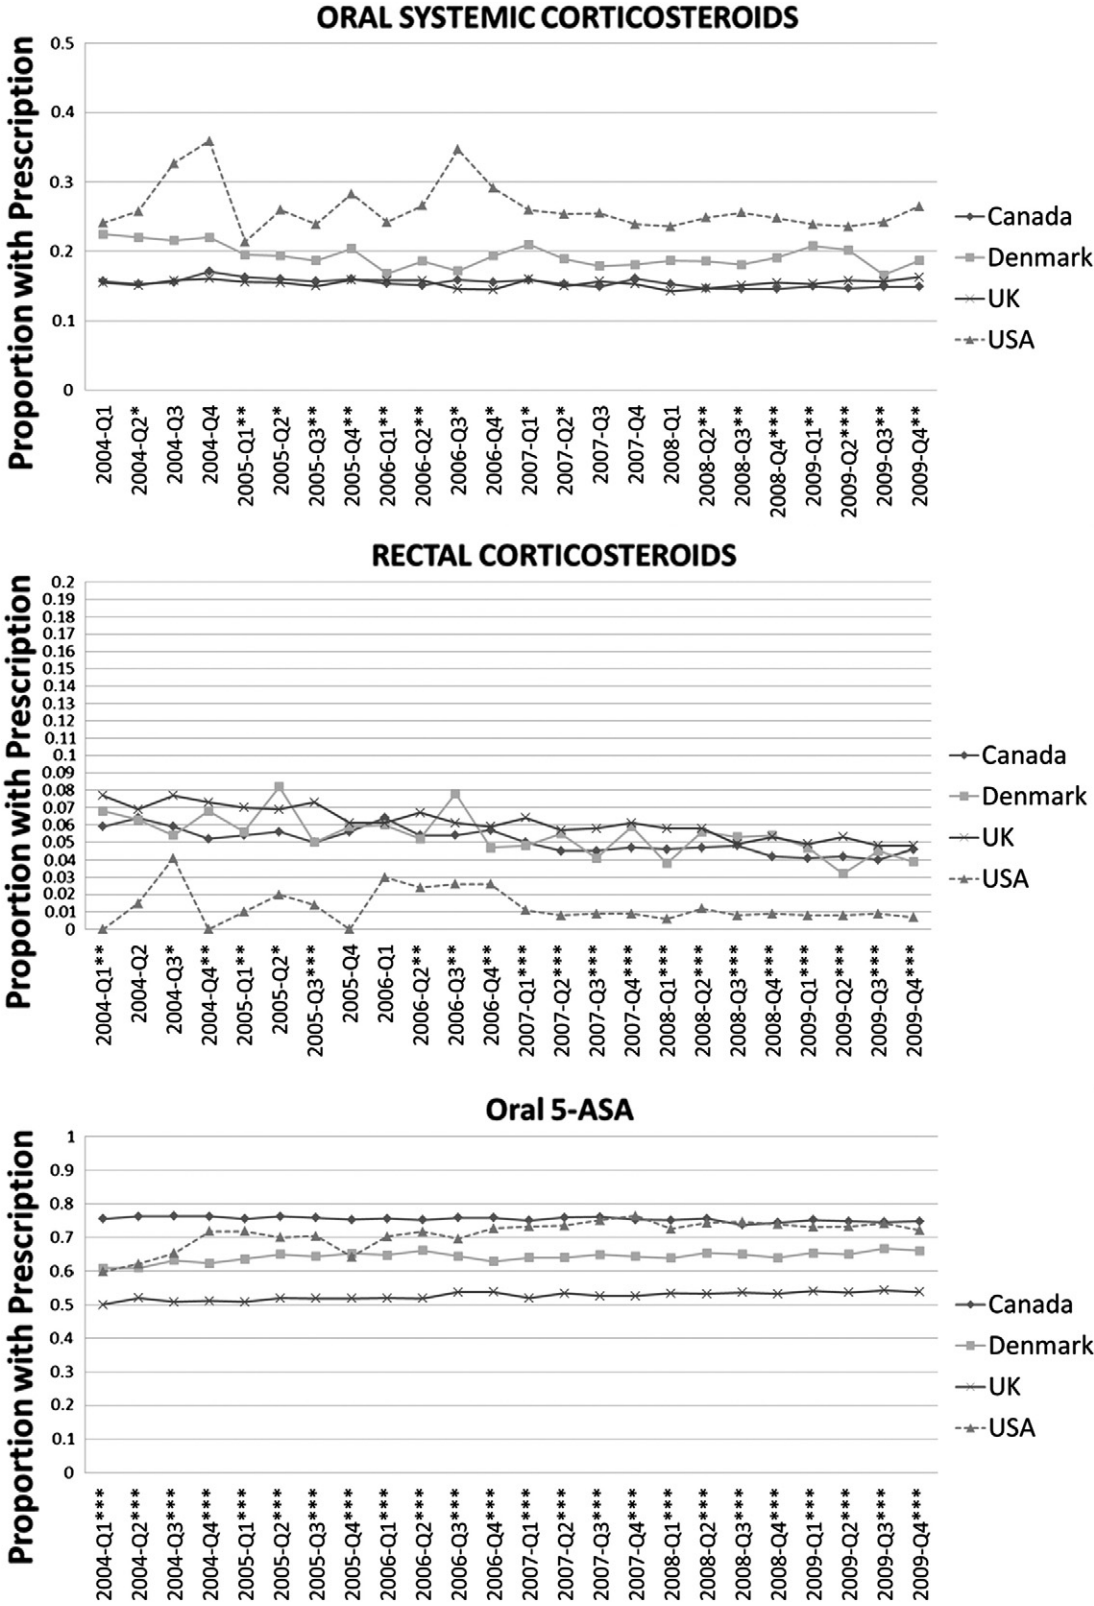 ORAL SYSTEMIC CORTICOSTEROIDS
Proportion with Prescription
0.5
0.4
0.3
0.2
0.1
0
2004-Q1
2004-Q2*
2004-Q3
2004-Q4
2005-Q1**
2005-Q2*
2005-Q3**
2005-Q4**
2006-Q1**
2006-Q2**
2006-Q3*
2006-Q4*
2007-Q1*
2007-Q2*
2007-Q3
2007-Q4
2008-Q1
2008-Q2**
2008-Q3**
2008-Q4***
2009-Q1**
2009-Q2***
2009-Q3**
2009-Q4**
Canada
Denmark
UK
USA
RECTAL CORTICOSTEROIDS
Proportion with Prescription
0.2
0.19
0.18
0.17
0.16
0.15
0.14
0.13
0.12
0.11
0.1
0.09
0.08
0.07
0.06
0.05
0.04
0.03
0.02
0.01
0
2004-Q1**
2004-Q2
2004-Q3*
2004-Q4**
2005-Q1**
2005-Q2*
2005-Q3***
2005-Q4
2006-Q1
2006-Q2**
2006-Q3**
2006-Q4**
2007-Q1***
2007-Q2***
2007-Q3***
2007-Q4***
2008-Q1***
2008-Q2***
2008-Q3***
2008-Q4***
2009-Q1***
2009-Q2***
2009-Q3***
2009-Q4***
Canada
Denmark
UK
USA
Oral 5-ASA
Proportion with Prescription
1
0.9
0.8
0.7
0.6
0.5
0.4
0.3
0.2
0.1
0
2004-Q1***
2004-Q2***
2004-Q3***
2004-Q4***
2005-Q1***
2005-Q2***
2005-Q3***
2005-Q4***
2006-Q1***
2006-Q2***
2006-Q3***
2006-Q4***
2007-Q1***
2007-Q2***
2007-Q3***
2007-Q4***
2008-Q1***
2008-Q2***
2008-Q3***
2008-Q4***
2009-Q1***
2009-Q2***
2009-Q3***
2009-Q4***
Canada
Denmark
UK
USA